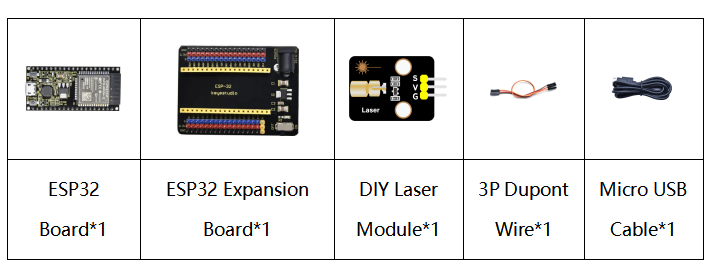 ESP-32
keyestudio
Laser
S
V
G
ESP32
Board*1
ESP32 Expansion
Board*1
DIY Laser
Module*1
3P Dupont
Wire*1
Micro USB
Cable*1